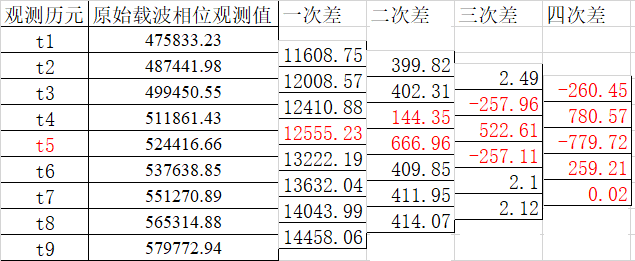 观测历元 原始载波相位观测值 一次差 二次差 三次差 四次差
t1 475833.23
11608.75
t2 487441.98 399.82
12008.57 2.49
t3 499450.55 402.31 -260.45
12410.88 -257.96
t4 511861.43 144.35 780.57
12555.23 522.61
t5 524416.66 666.96 -779.72
13222.19 -257.11
t6 537638.85 409.85 259.21
13632.04 2.1
t7 551270.89 411.95 0.02
14043.99 2.12
t8 565314.88 414.07
14458.06
t9 579772.94